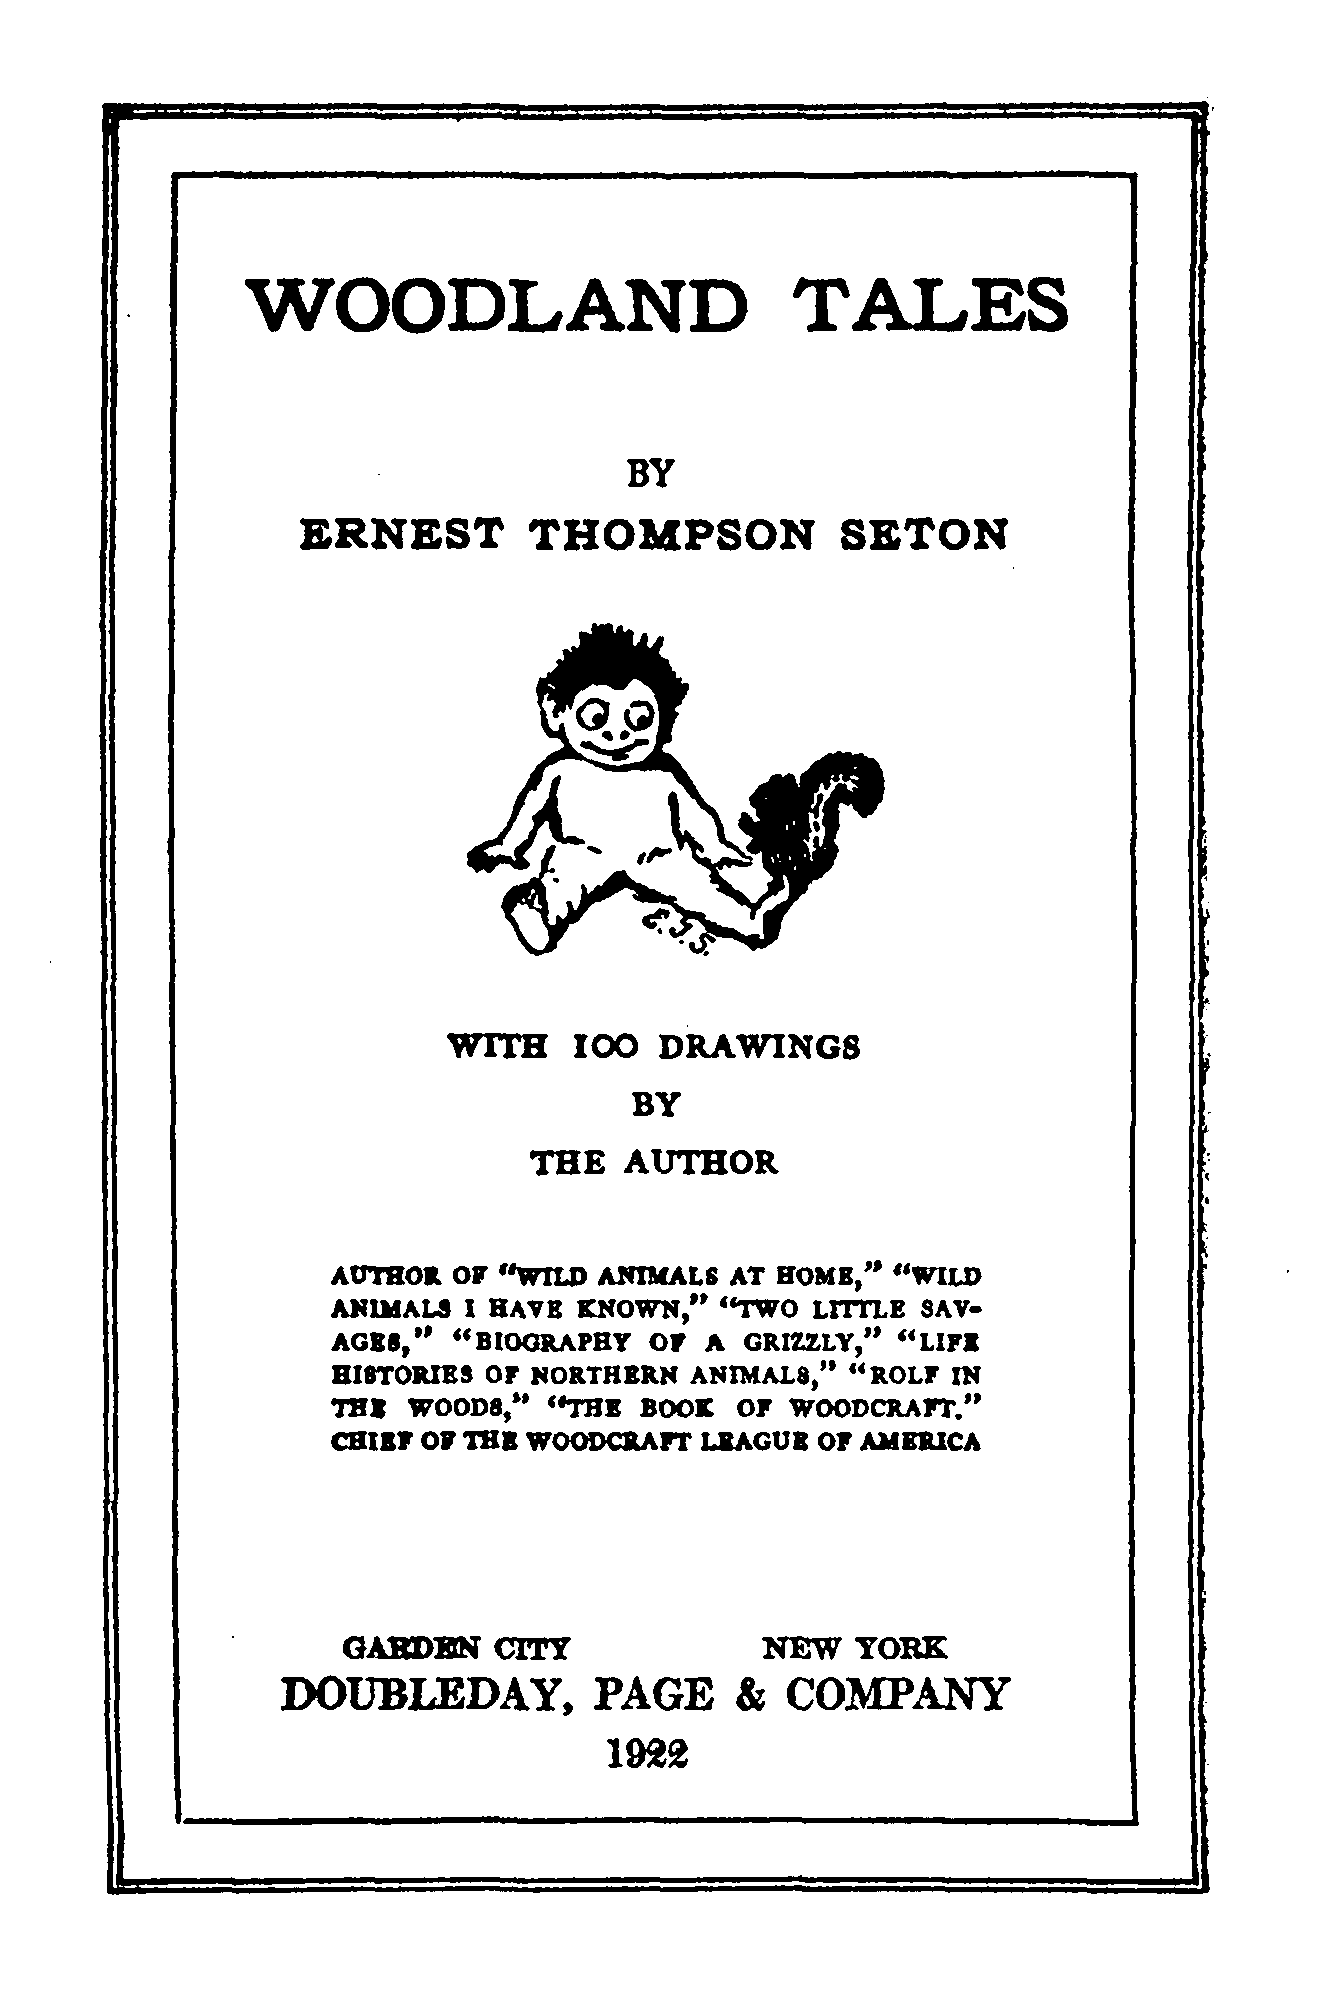 WOODLAND TALES
BY
ERNEST THOMPSON SETON
E.T.S.
WITH 100 DRAWINGS
BY
THE AUTHOR
AUTHOR OF “WILD ANIMALS AT HOME,” “WILD
ANIMALS I HAVE KNOWN,” “TWO LITTLE SAV-
AGES,” “BIOGRAPHY OF A GRIZZLY,” “LIFE
HISTORIES OF NORTHERN ANIMALS,” “ROLF IN
THE WOODS,” “THE BOOK OF WOODCRAFT.”
CHIEF OF THE WOODCRAFT LEAGUE OF AMERICA
GARDEN CITY NEW YORK
DOUBLEDAY, PAGE & COMPANY
1922